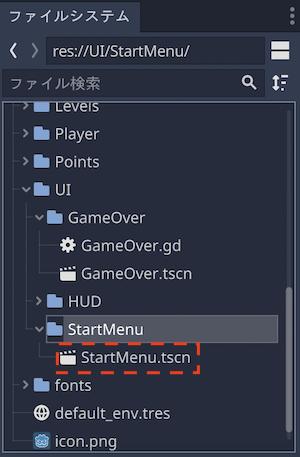 ファイルシステム
res://UI/StartMenu/
ファイル検索
Levels
Player
Points
UI
GameOver
GameOver.gd
GameOver.tscn
HUD
StartMenu
StartMenu.tscn
fonts
default_env.tres
icon.png